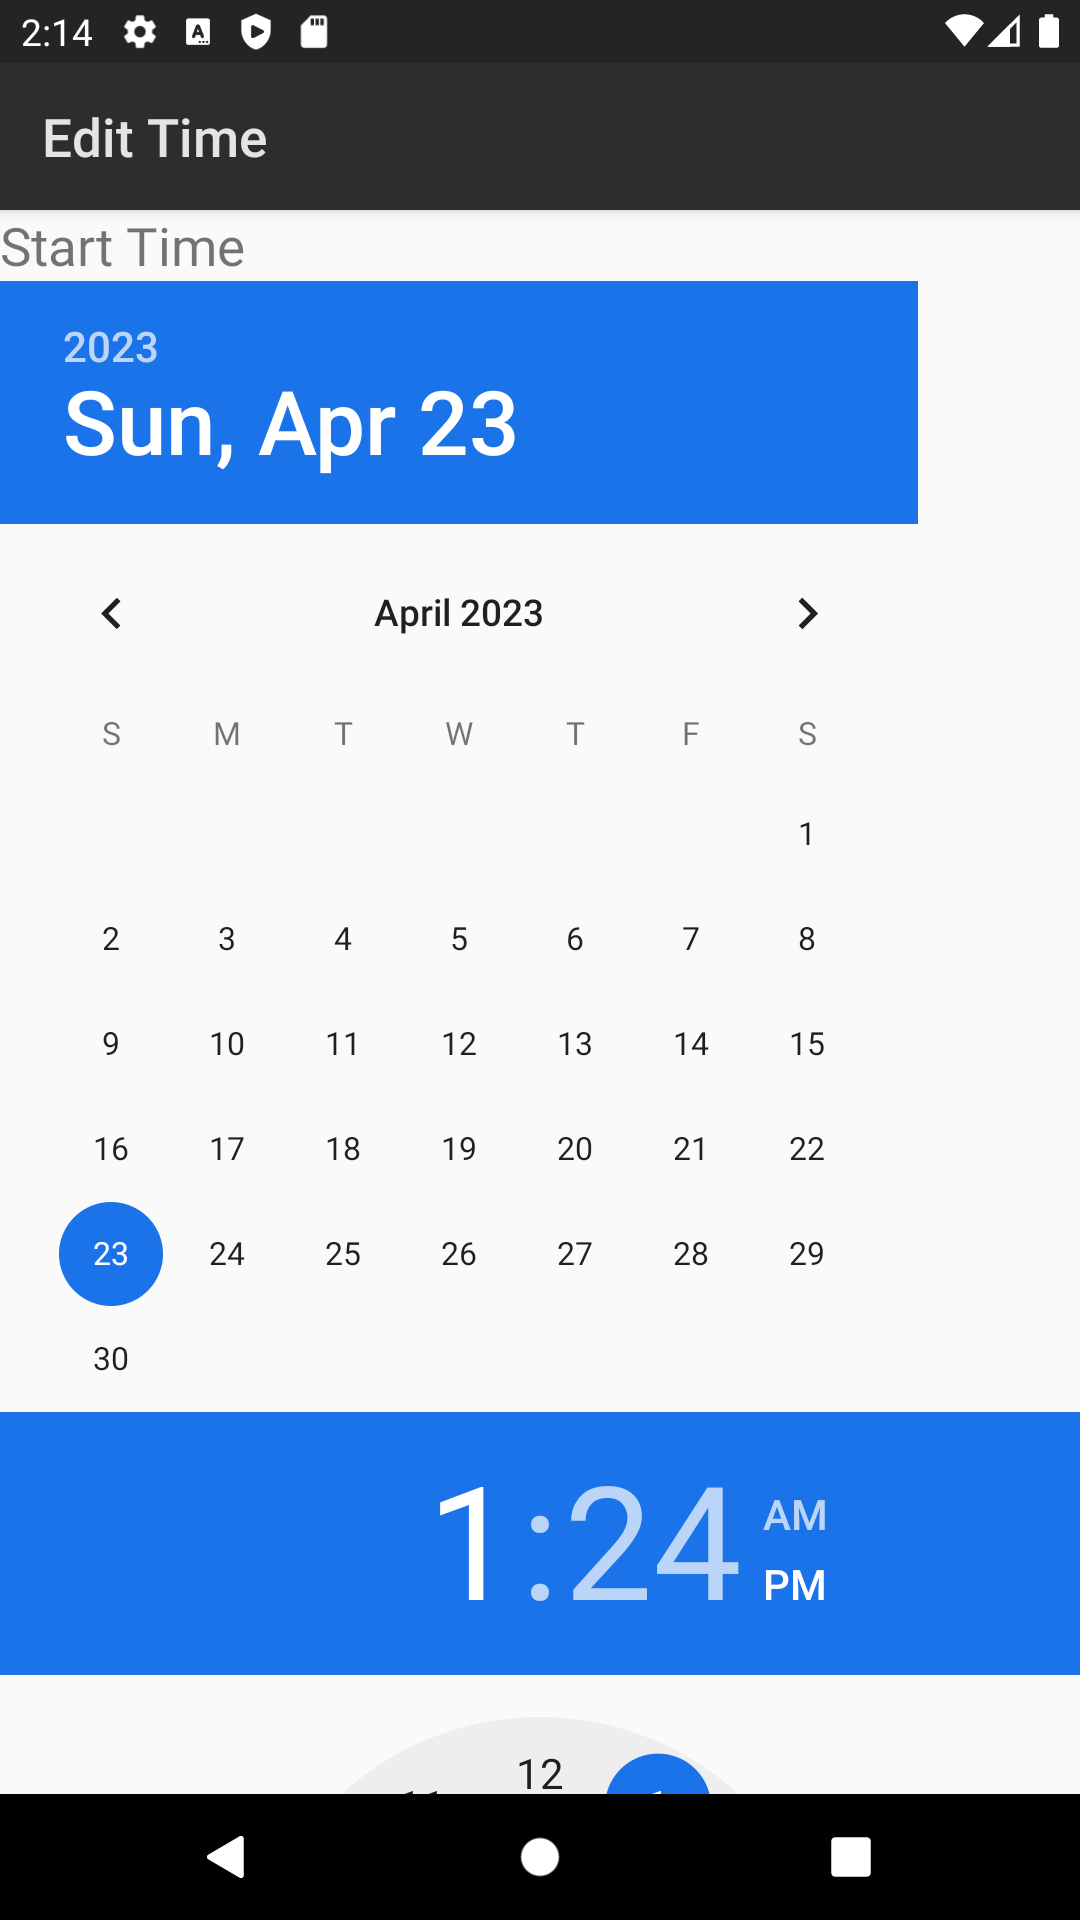 2:14
Edit Time
Start Time
2023
Sun, Apr 23
April 2023
S M T W T F S
1
2 3 4 5 6 7 8
9 10 11 12 13 14 15
16 17 18 19 20 21 22
23 24 25 26 27 28 29
30
1:24
AM
PM
12